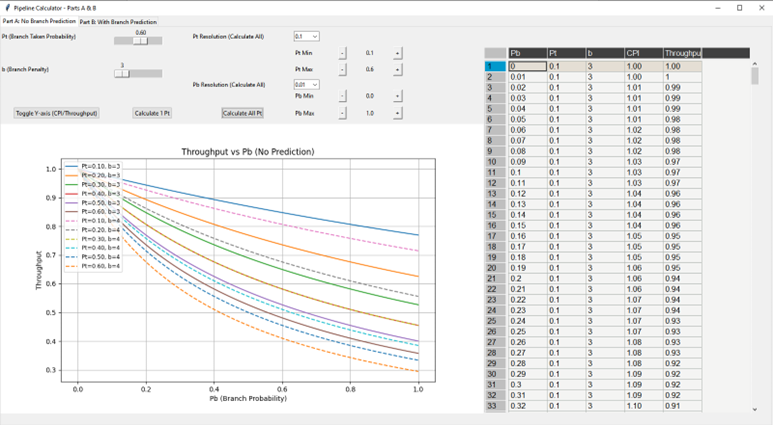 Pipeline Calculator - Parts A & B
Part A: No Branch Prediction Part B: With Branch Prediction
Pt (Branch Taken Probability)
0.60
Pt Resolution (Calculate All)
0.1
Pt Min
-
0.1
+
b (Branch Penalty)
3
Pt Max
-
0.6
+
Pb Resolution (Calculate All)
0.01
Pb Min
-
0.0
+
Toggle Y-axis (CPI/Throughput)
Calculate 1 Pt
Calculate All Pt
Pb Max
-
1.0
+
Throughput vs Pb (No Prediction)
Pt=0.10, b=3
Pt=0.20, b=3
Pt=0.30, b=3
Pt=0.40, b=3
Pt=0.50, b=3
Pt=0.60, b=3
Pt=0.10, b=4
Pt=0.20, b=4
Pt=0.30, b=4
Pt=0.40, b=4
Pt=0.50, b=4
Pt=0.60, b=4
1.0
0.9
0.8
0.7
0.6
0.5
0.4
0.3
Throughput
0.0 0.2 0.4 0.6 0.8 1.0
Pb (Branch Probability)
Pb Pt b CPI Throughpu
1 0 0.1 3 1.00 1.00
2 0.01 0.1 3 1.00 1
3 0.02 0.1 3 1.01 0.99
4 0.03 0.1 3 1.01 0.99
5 0.04 0.1 3 1.01 0.99
6 0.05 0.1 3 1.01 0.98
7 0.06 0.1 3 1.02 0.98
8 0.07 0.1 3 1.02 0.98
9 0.08 0.1 3 1.02 0.98
10 0.09 0.1 3 1.03 0.97
11 0.1 0.1 3 1.03 0.97
12 0.11 0.1 3 1.03 0.97
13 0.12 0.1 3 1.04 0.96
14 0.13 0.1 3 1.04 0.96
15 0.14 0.1 3 1.04 0.96
16 0.15 0.1 3 1.04 0.96
17 0.16 0.1 3 1.05 0.95
18 0.17 0.1 3 1.05 0.95
19 0.18 0.1 3 1.05 0.95
20 0.19 0.1 3 1.06 0.95
21 0.2 0.1 3 1.06 0.94
22 0.21 0.1 3 1.06 0.94
23 0.22 0.1 3 1.07 0.94
24 0.23 0.1 3 1.07 0.94
25 0.24 0.1 3 1.07 0.93
26 0.25 0.1 3 1.07 0.93
27 0.26 0.1 3 1.08 0.93
28 0.27 0.1 3 1.08 0.93
29 0.28 0.1 3 1.08 0.92
30 0.29 0.1 3 1.09 0.92
31 0.3 0.1 3 1.09 0.92
32 0.31 0.1 3 1.09 0.92
33 0.32 0.1 3 1.10 0.91